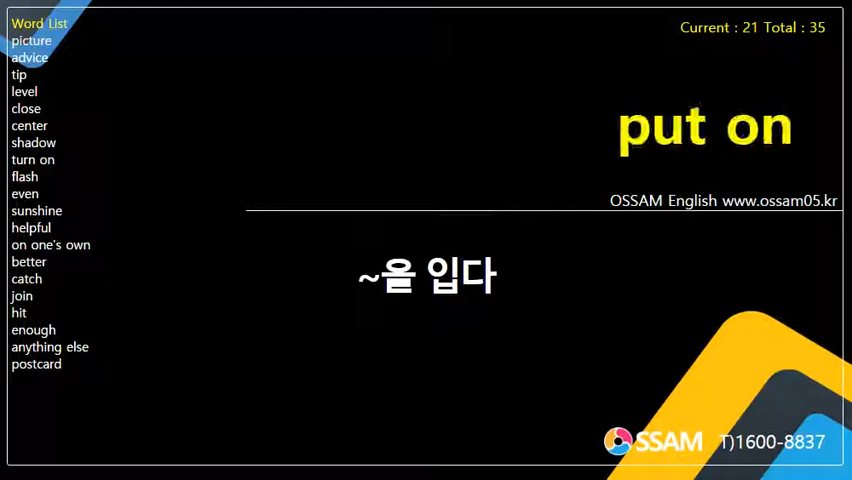 Word List
picture
advice
tip
level
close
center
shadow
turn on
flash
even
sunshine
helpful
on one's own
better
catch
join
hit
enough
anything else
postcard
Current : 21 Total : 35
put on
OSSAM English www.ossam05.kr
~을 입다
OSSAM T)1600-8837